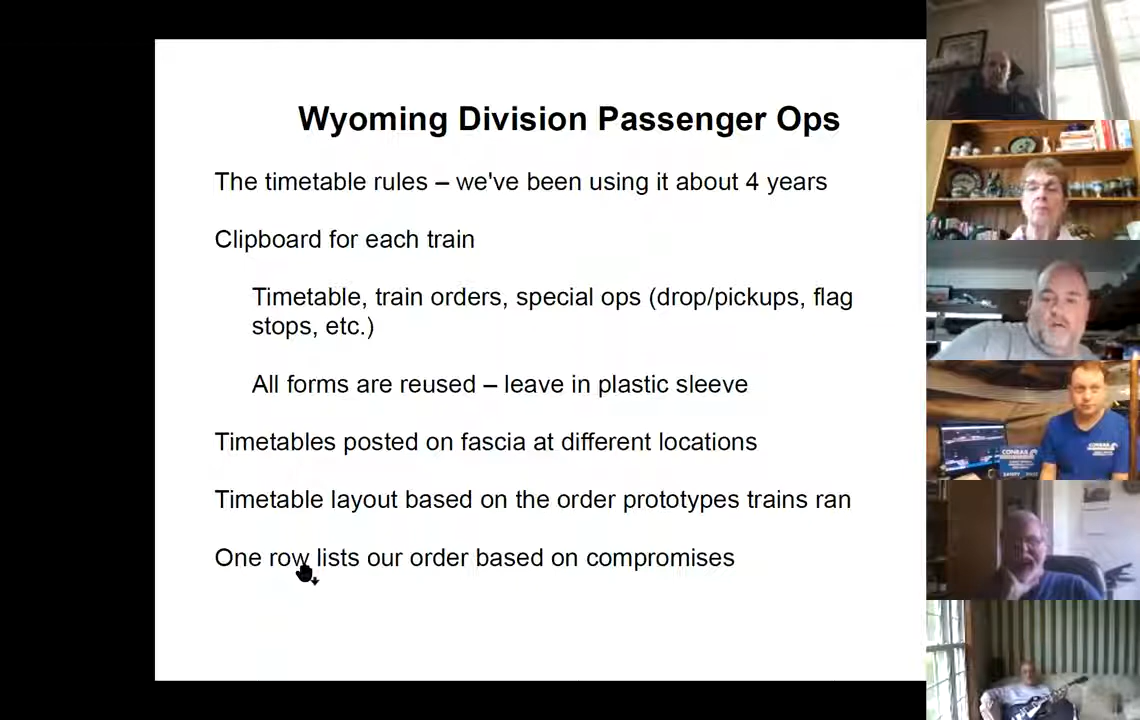 Wyoming Division Passenger Ops
The timetable rules – we've been using it about 4 years
Clipboard for each train
Timetable, train orders, special ops (drop/pickups, flag
stops, etc.)
All forms are reused – leave in plastic sleeve
Timetables posted on fascia at different locations
Timetable layout based on the order prototypes trains ran
One row lists our order based on compromises
CONRAIL
CONRAIL